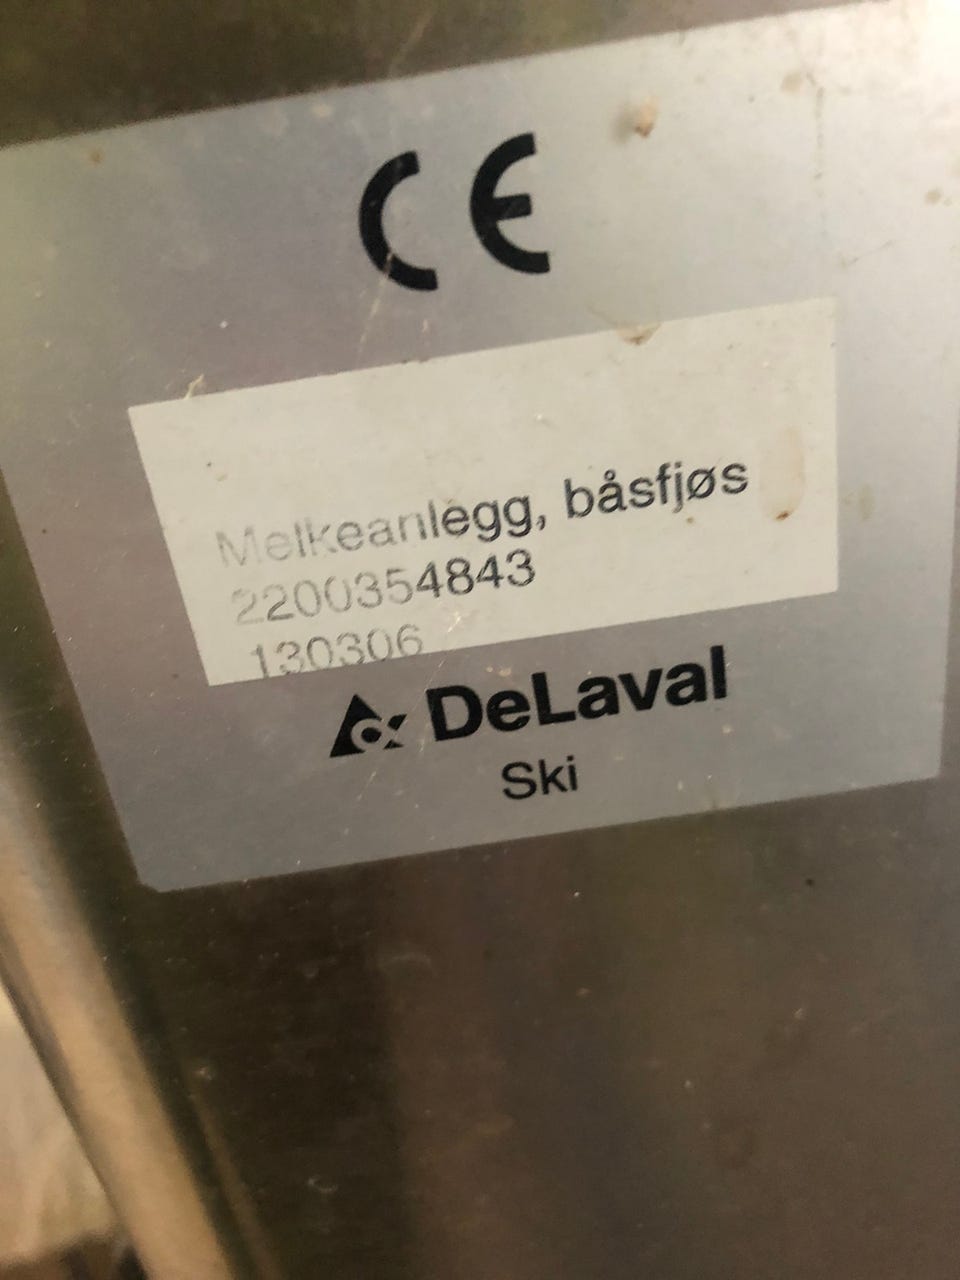 CE
Melkeanlegg, båsfjøs
2200354843
130306
DeLaval
Ski